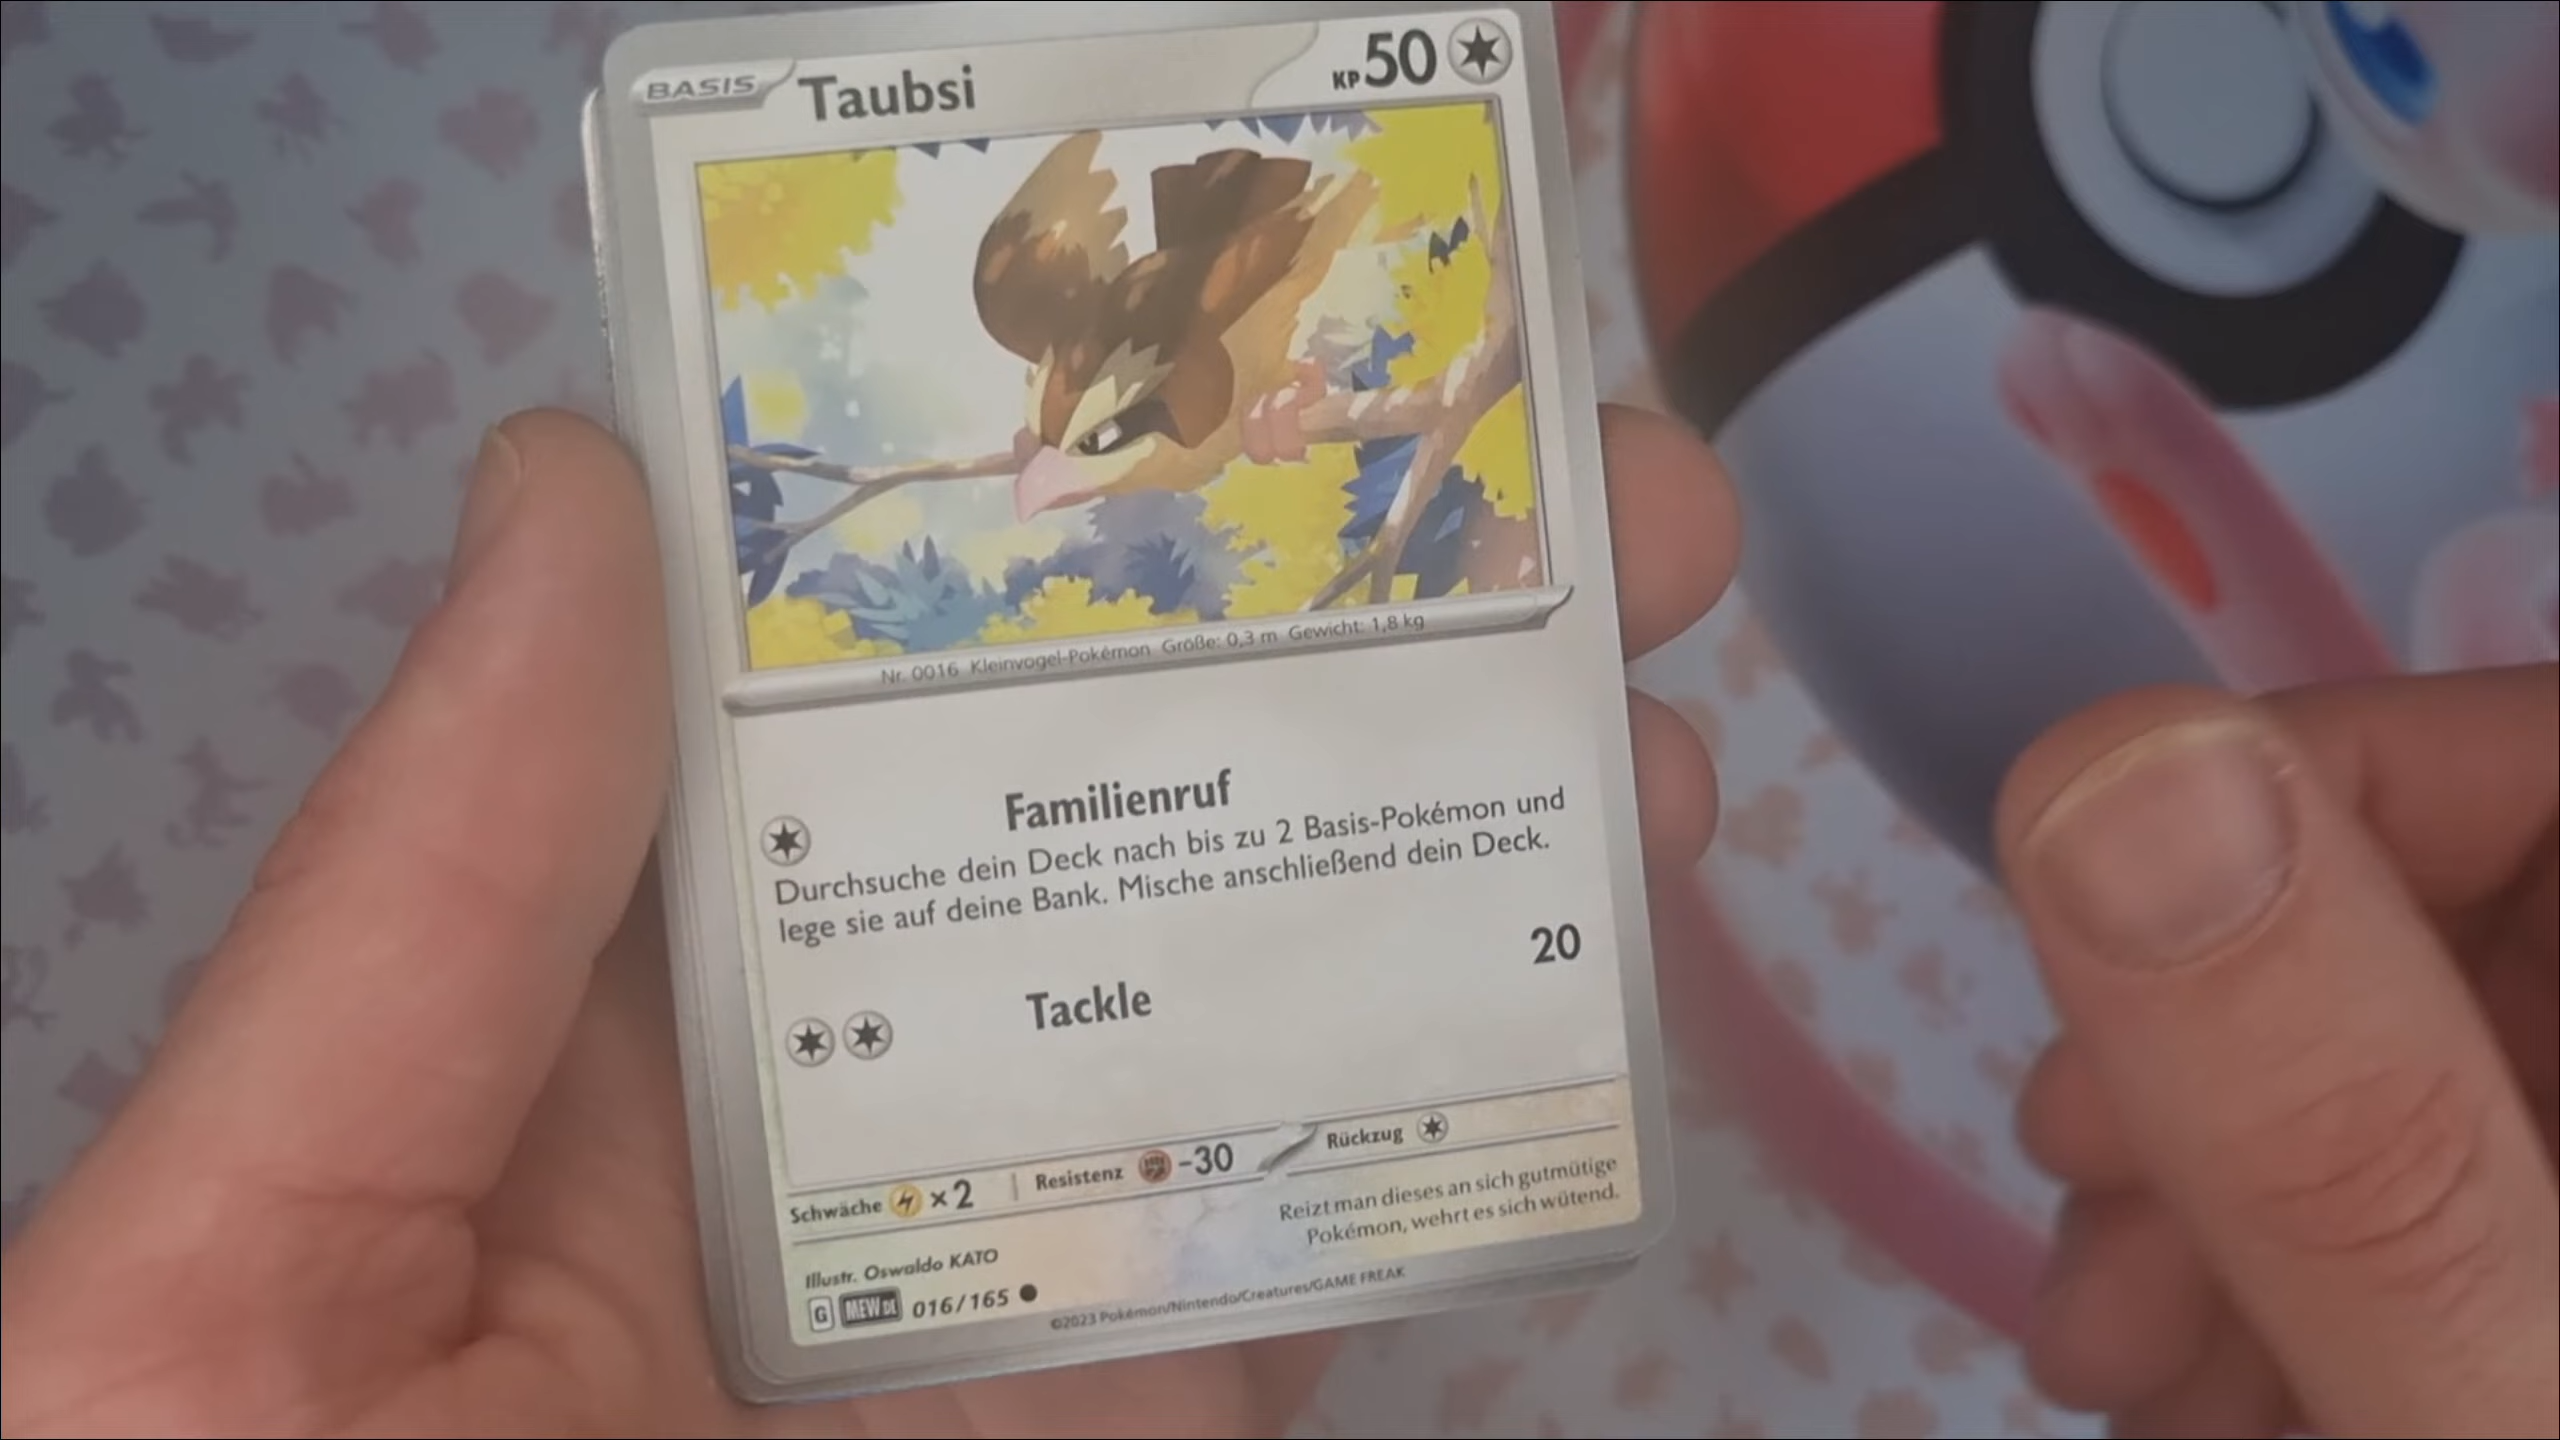 BASIS Taubsi KP 50
Nr. 0016 Kleinvogel-Pokémon Größe: 0,3 m Gewicht: 1,8 kg
Familienruf
Durchsuche dein Deck nach bis zu 2 Basis-Pokémon und
lege sie auf deine Bank. Mische anschließend dein Deck.
Tackle 20
Schwäche ×2 Resistenz -30 Rückzug
Reizt man dieses an sich gutmütige
Pokémon, wehrt es sich wütend.
Illustr. Oswaldo KATO
G MEW DE 016/165
©2023 Pokémon/Nintendo/Creatures/GAME FREAK